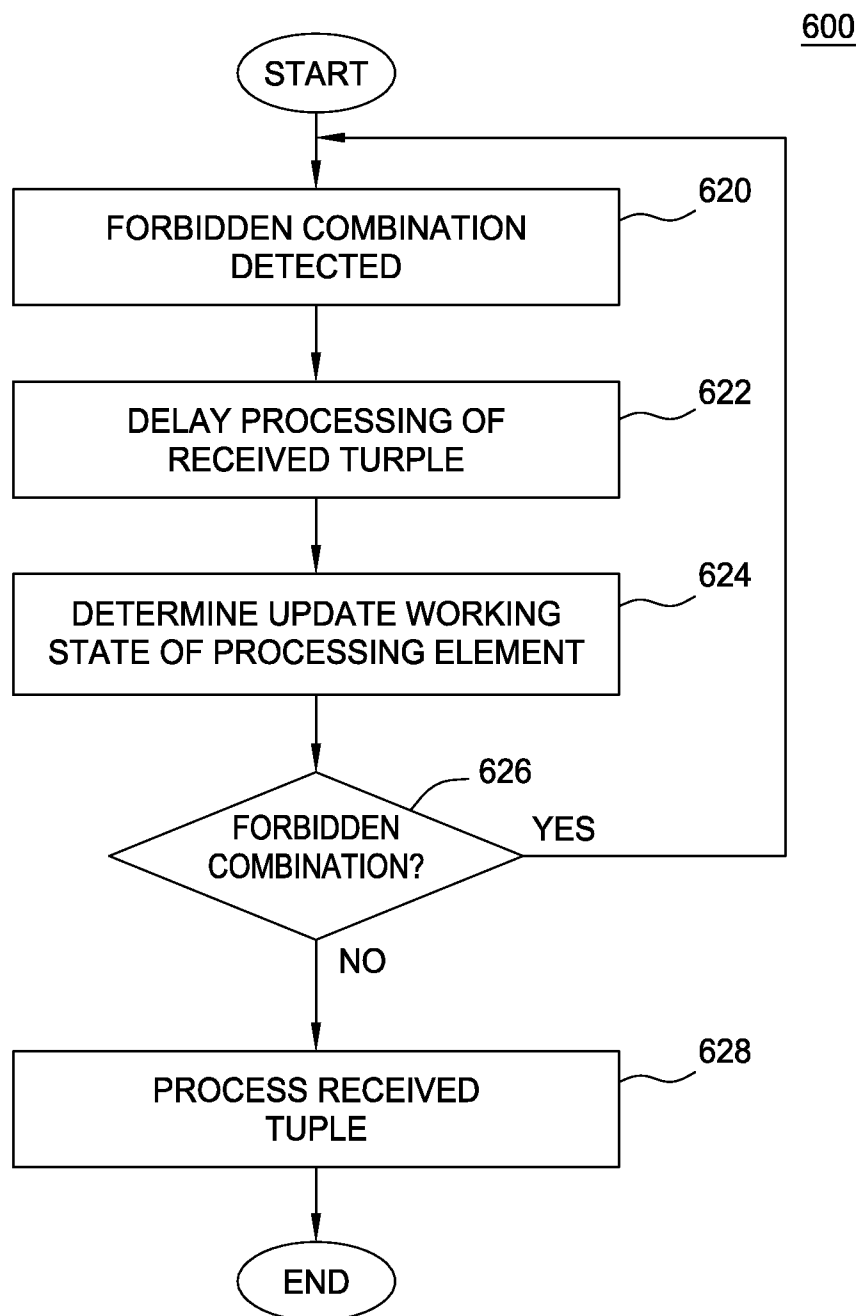 600
START
FORBIDDEN COMBINATION
DETECTED
620
DELAY PROCESSING OF
RECEIVED TURPLE
622
DETERMINE UPDATE WORKING
STATE OF PROCESSING ELEMENT
624
FORBIDDEN
COMBINATION?
626
YES
NO
PROCESS RECEIVED
TUPLE
628
END